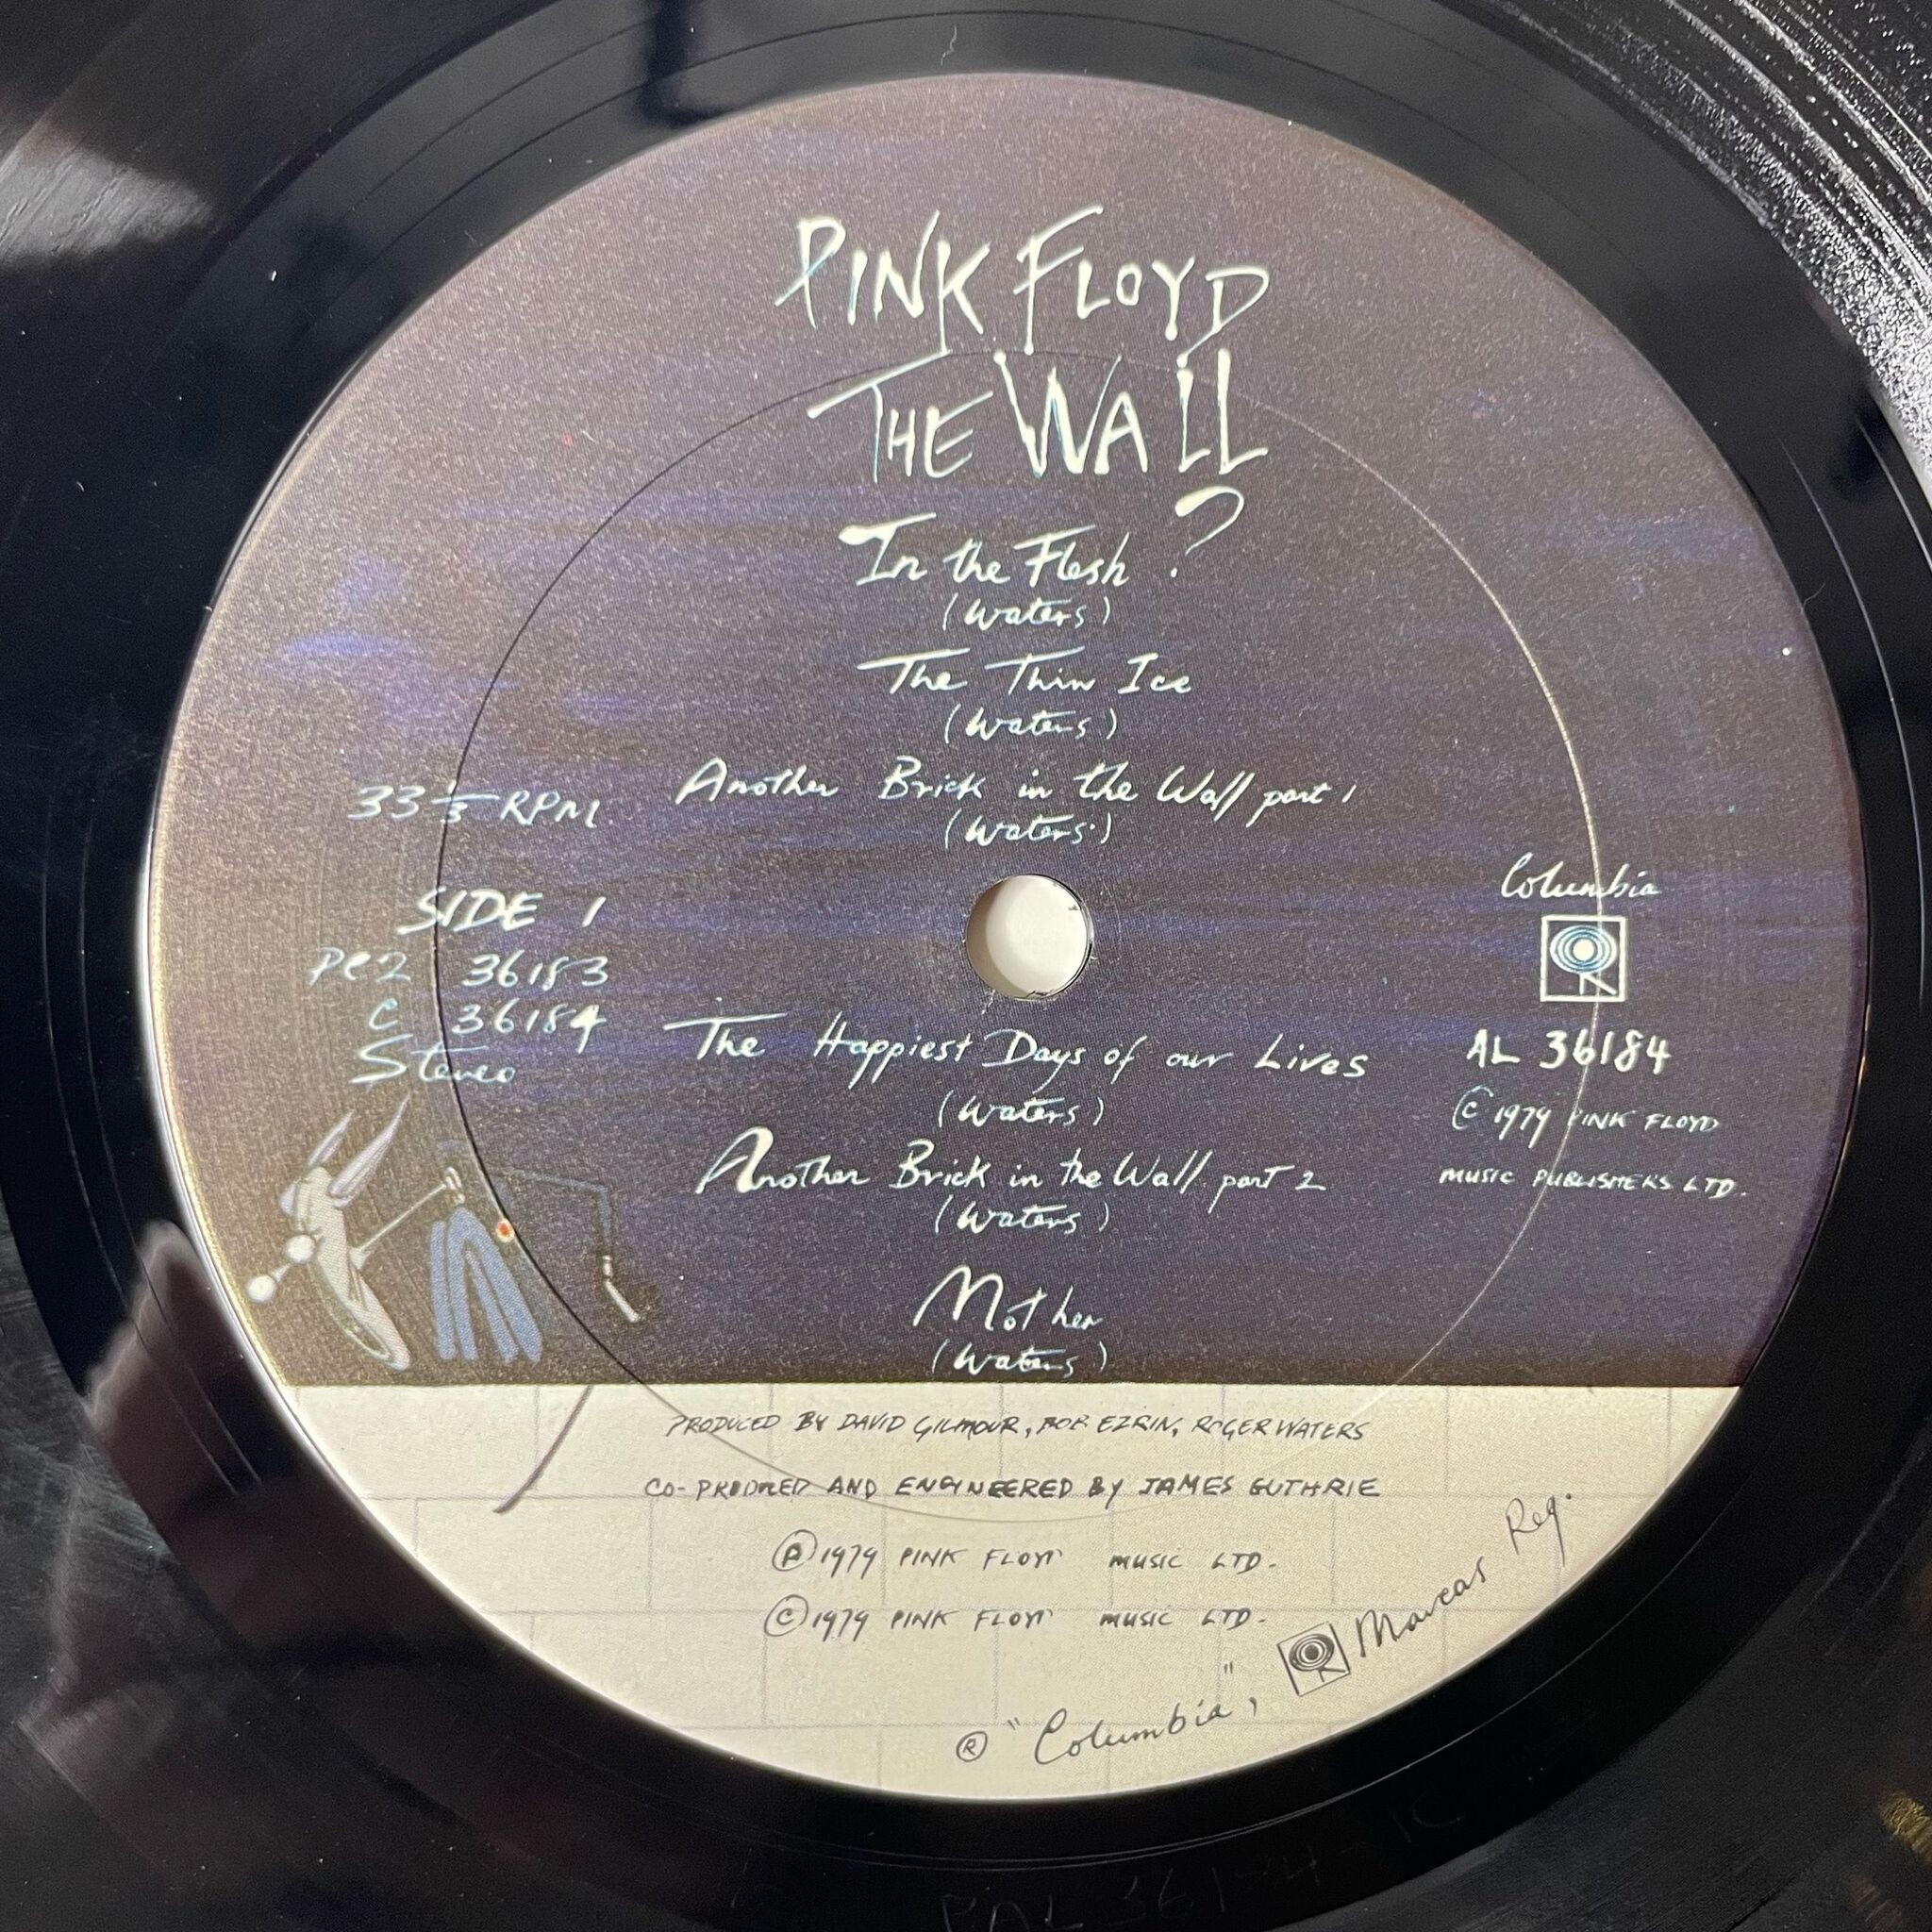 PINK FLOYD
THE WALL
In the Flesh ?
(Waters)
The Thin Ice
(Waters)
Another Brick in the Wall part 1
(Waters)
33 1/3 RPM
SIDE 1
PC2 36183
C 36184
Stereo
Columbia
AL 36184
© 1979 PINK FLOYD
MUSIC PUBLISHERS LTD.
The Happiest Days of our Lives
(Waters)
Another Brick in the Wall part 2
(Waters)
Mother
(Waters)
PRODUCED BY DAVID GILMOUR, BOB EZRIN, ROGER WATERS
CO-PRODUCED AND ENGINEERED BY JAMES GUTHRIE
℗ 1979 PINK FLOYD MUSIC LTD.
© 1979 PINK FLOYD MUSIC LTD.
® "Columbia", Marcas Reg.